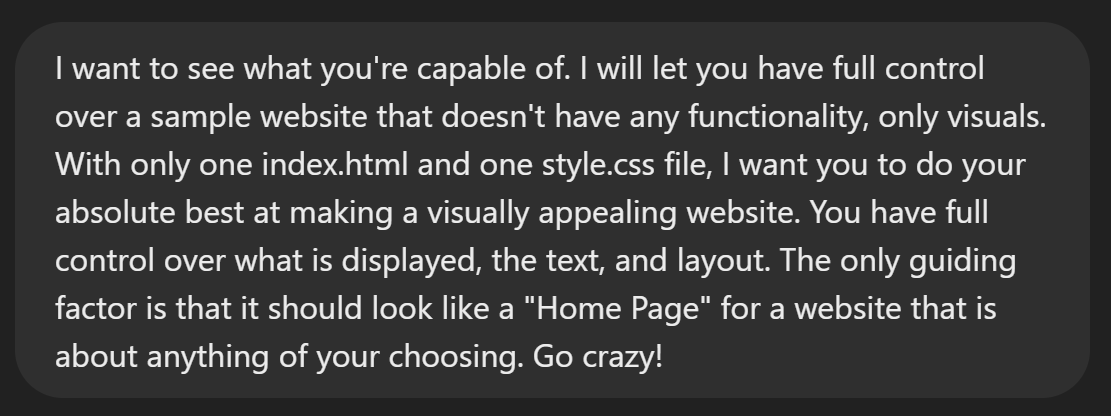 I want to see what you're capable of. I will let you have full control
over a sample website that doesn't have any functionality, only visuals.
With only one index.html and one style.css file, I want you to do your
absolute best at making a visually appealing website. You have full
control over what is displayed, the text, and layout. The only guiding
factor is that it should look like a "Home Page" for a website that is
about anything of your choosing. Go crazy!